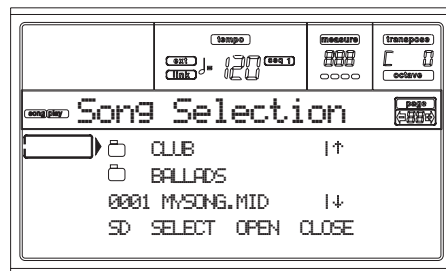 tempo measure transpose
ext link 120 seq 1 888 C 0
octave
song play Song Selection page 88
CLUB
BALLADS
0001 MYSONG.MID
SD SELECT OPEN CLOSE